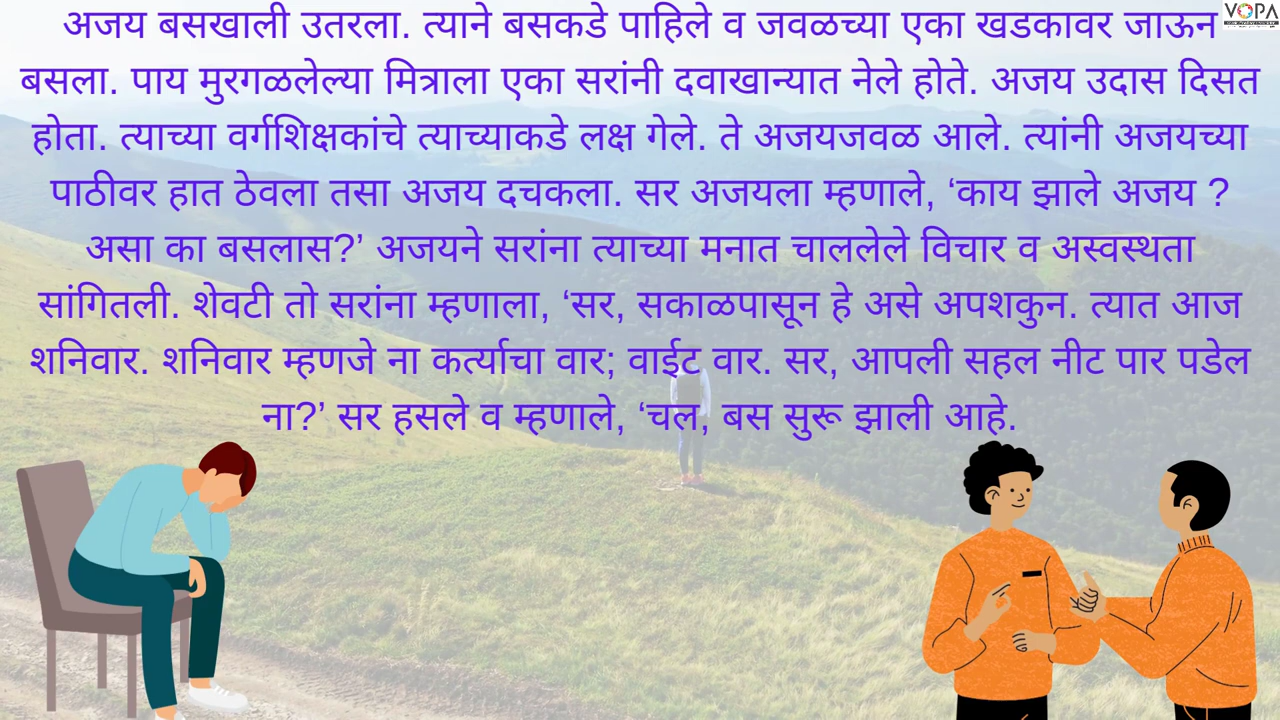 अजय बसखाली उतरला. त्याने बसकडे पाहिले व जवळच्या एका खडकावर जाऊन
बसला. पाय मुरगळलेल्या मित्राला एका सरांनी दवाखान्यात नेले होते. अजय उदास दिसत
होता. त्याच्या वर्गशिक्षकांचे त्याच्याकडे लक्ष गेले. ते अजयजवळ आले. त्यांनी अजयच्या
पाठीवर हात ठेवला तसा अजय दचकला. सर अजयला म्हणाले, ‘काय झाले अजय ?
असा का बसलास?’ अजयने सरांना त्याच्या मनात चाललेले विचार व अस्वस्थता
सांगितली. शेवटी तो सरांना म्हणाला, ‘सर, सकाळपासून हे असे अपशकुन. त्यात आज
शनिवार. शनिवार म्हणजे ना कर्त्याचा वार; वाईट वार. सर, आपली सहल नीट पार पडेल
ना?’ सर हसले व म्हणाले, ‘चल, बस सुरू झाली आहे.
VOPA